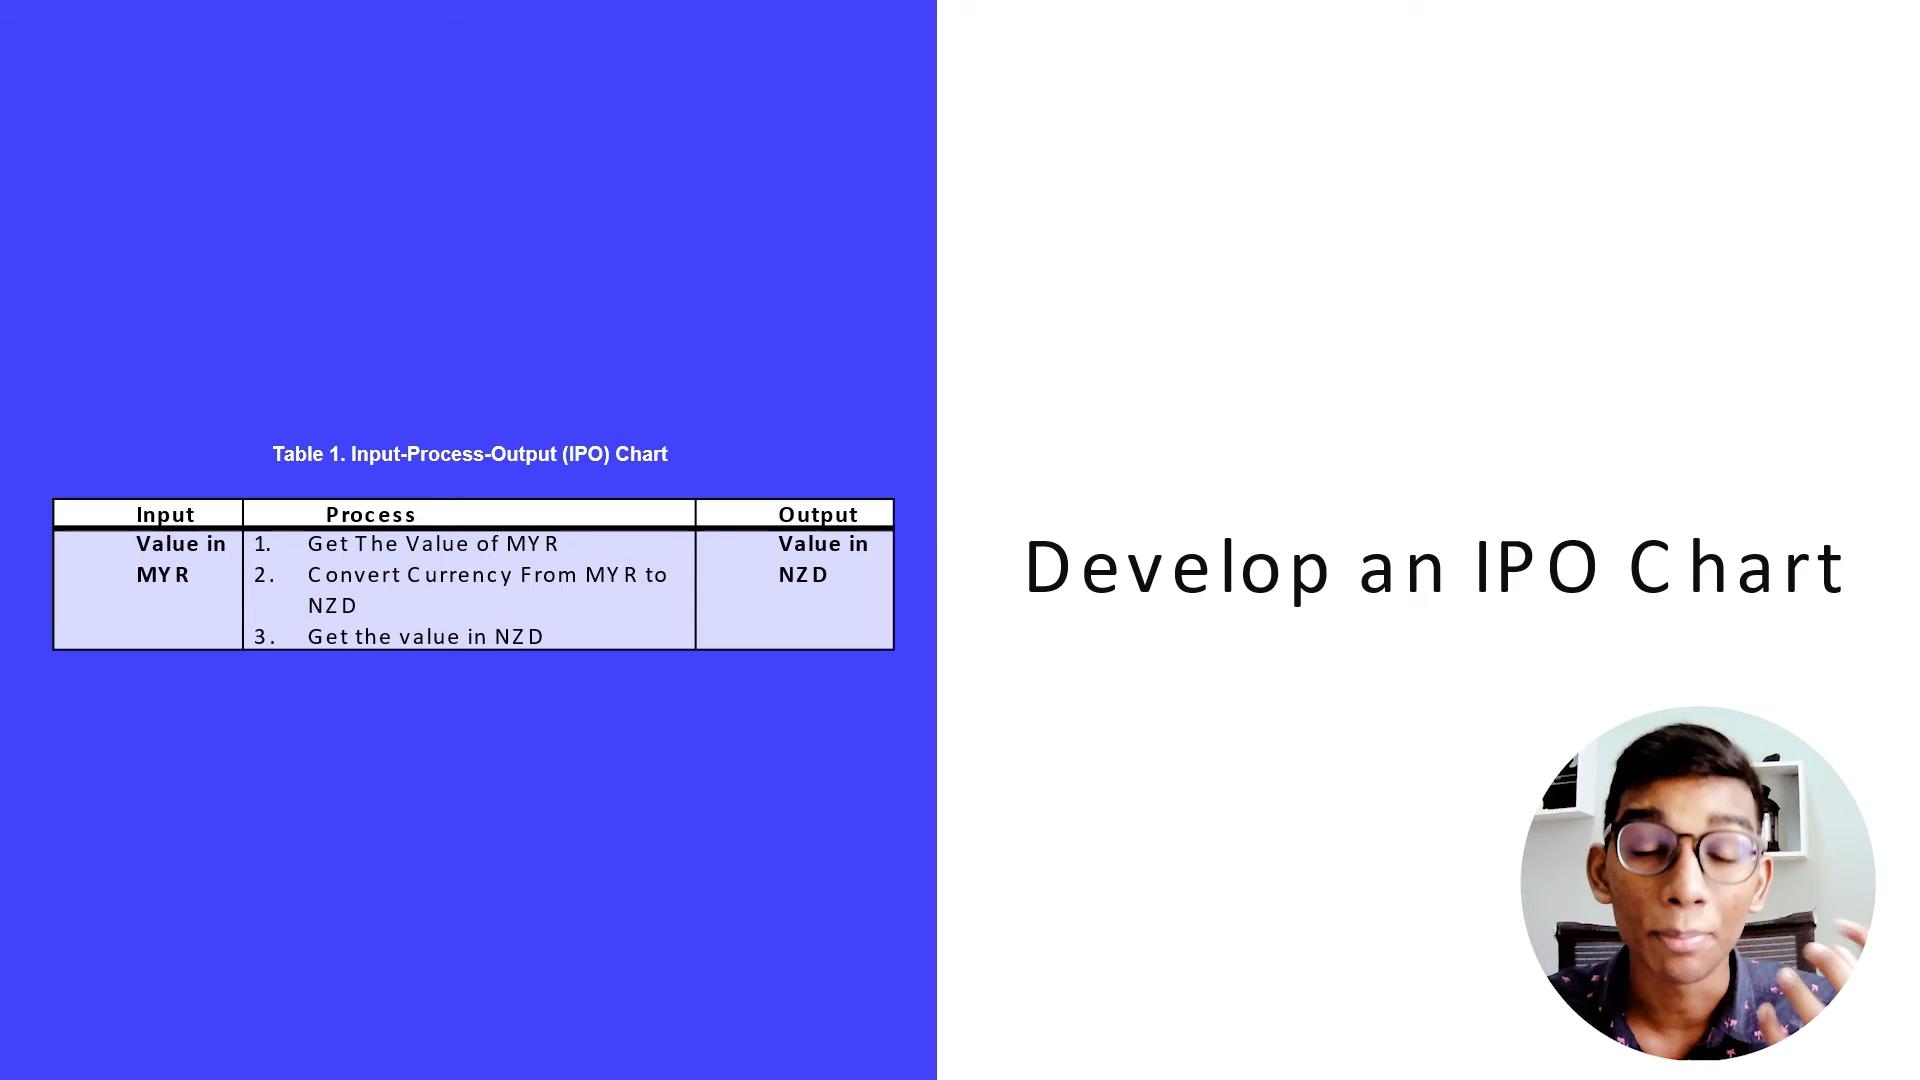 Table 1. Input-Process-Output (IPO) Chart
Input Process Output
Value in MYR
1. Get The Value of MYR
2. Convert Currency From MYR to
NZD
3. Get the value in NZD
Value in
NZD
Develop an IPO Chart